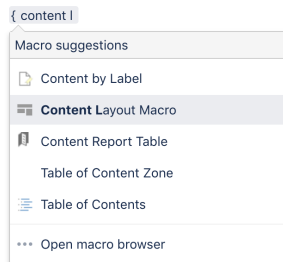 { content l
Macro suggestions
Content by Label
Content Layout Macro
Content Report Table
Table of Content Zone
Table of Contents
Open macro browser